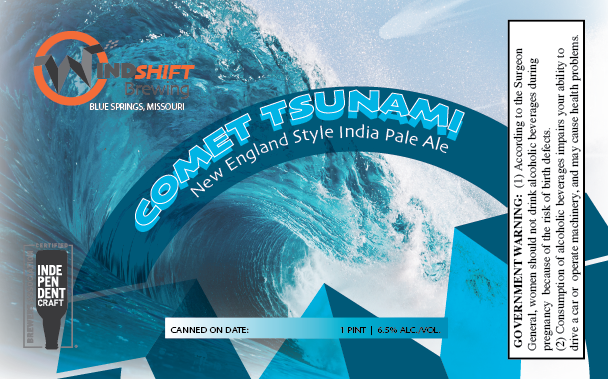 WINDSHIFT
Brewing
BLUE SPRINGS, MISSOURI
COMET TSUNAMI
New England Style India Pale Ale
CERTIFIED
INDE
PEN
DENT
CRAFT
CANNED ON DATE: 1 PINT | 6.5% ALC./VOL.
GOVERNMENT WARNING: (1) According to the Surgeon
General, women should not drink alcoholic beverages during
pregnancy because of the risk of birth defects.
(2) Consumption of alcoholic beverages impairs your ability to
drive a car or operate machinery, and may cause health problems.